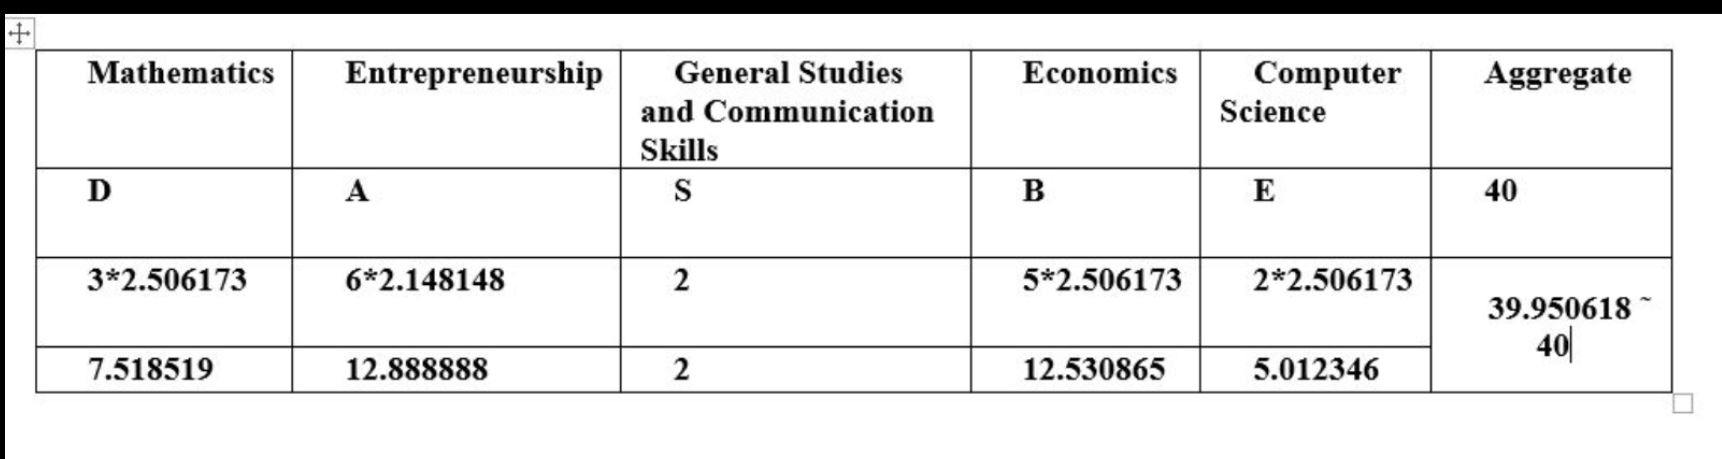 Mathematics
Entrepreneurship
General Studies
and Communication
Skills
Economics
Computer
Science
Aggregate
D
A
S
B
E
40
3*2.506173
6*2.148148
2
5*2.506173
2*2.506173
39.950618 ~
40
7.518519
12.888888
2
12.530865
5.012346